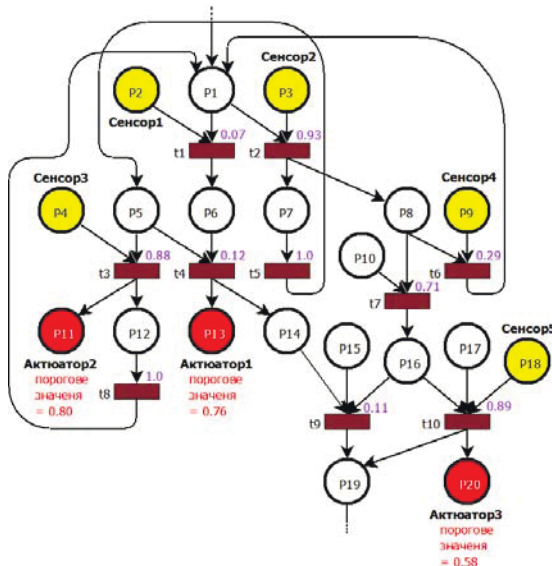 Сенсор2
P2
P1
P3
Сенсор1
0.07
0.93
t1
t2
Сенсор3
Сенсор4
P4
P5
P6
P7
P8
P9
P10
0.88
0.12
1.0
0.29
t3
t4
t5
t6
0.71
t7
P11
P12
P13
P14
P15
P16
P17
Сенсор5
P18
Актюатор2
порогове
значеня
= 0.80
1.0
t8
Актюатор1
порогове
значеня
= 0.76
0.11
0.89
t9
t10
P19
P20
Актюатор3
порогове
значеня
= 0.58